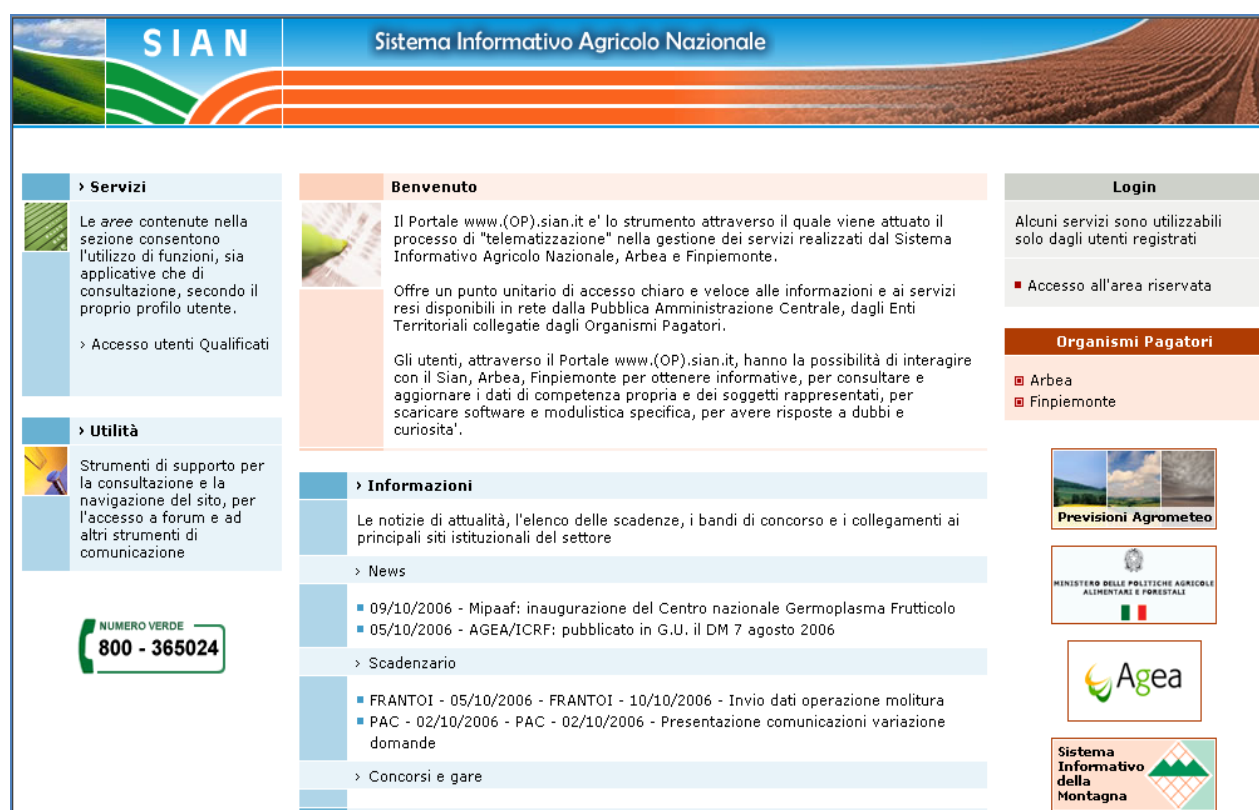 SIAN
Sistema Informativo Agricolo Nazionale
› Servizi
Le aree contenute nella
sezione consentono
l'utilizzo di funzioni, sia
applicative che di
consultazione, secondo il
proprio profilo utente.
› Accesso utenti Qualificati
› Utilità
Strumenti di supporto per
la consultazione e la
navigazione del sito, per
l'accesso a forum e ad
altri strumenti di
comunicazione
NUMERO VERDE
800 - 365024
Benvenuto
Il Portale www.(OP).sian.it e' lo strumento attraverso il quale viene attuato il
processo di "telematizzazione" nella gestione dei servizi realizzati dal Sistema
Informativo Agricolo Nazionale, Arbea e Finpiemonte.
Offre un punto unitario di accesso chiaro e veloce alle informazioni e ai servizi
resi disponibili in rete dalla Pubblica Amministrazione Centrale, dagli Enti
Territoriali collegatie dagli Organismi Pagatori.
Gli utenti, attraverso il Portale www.(OP).sian.it, hanno la possibilità di interagire
con il Sian, Arbea, Finpiemonte per ottenere informative, per consultare e
aggiornare i dati di competenza propria e dei soggetti rappresentati, per
scaricare software e modulistica specifica, per avere risposte a dubbi e
curiosita'.
› Informazioni
Le notizie di attualità, l'elenco delle scadenze, i bandi di concorso e i collegamenti ai
principali siti istituzionali del settore
› News
09/10/2006 - Mipaaf: inaugurazione del Centro nazionale Germoplasma Frutticolo
05/10/2006 - AGEA/ICRF: pubblicato in G.U. il DM 7 agosto 2006
› Scadenzario
FRANTOI - 05/10/2006 - FRANTOI - 10/10/2006 - Invio dati operazione molitura
PAC - 02/10/2006 - PAC - 02/10/2006 - Presentazione comunicazioni variazione
domande
› Concorsi e gare
Login
Alcuni servizi sono utilizzabili
solo dagli utenti registrati
Accesso all'area riservata
Organismi Pagatori
Arbea
Finpiemonte
Previsioni Agrometeo
MINISTERO DELLE POLITICHE AGRICOLE
ALIMENTARI E FORESTALI
Agea
Sistema
Informativo
della
Montagna